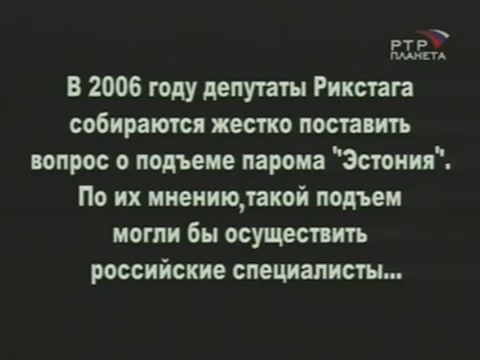 РТР
ПЛАНЕТА
В 2006 году депутаты Рикстага
собираются жестко поставить
вопрос о подъеме парома "Эстония".
По их мнению,такой подъем
могли бы осуществить
российские специалисты...